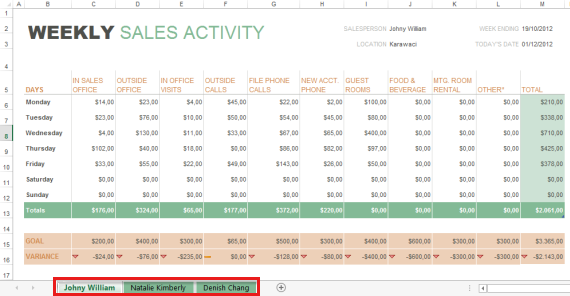 A B C D E F G H I J K L M
1
2 WEEKLY SALES ACTIVITY SALESPERSON Johny William WEEK ENDING 19/10/2012
3 LOCATION Karawaci TODAY'S DATE 01/12/2012
4
5 DAYS IN SALES OFFICE OUTSIDE OFFICE IN OFFICE VISITS OUTSIDE CALLS FILE PHONE CALLS NEW ACCT PHONE GUEST ROOMS FOOD & BEVERAGE MTG. ROOM RENTAL OTHER* TOTAL
6 Monday $14,00 $23,00 $4,00 $45,00 $22,00 $2,00 $100,00 $0,00 $0,00 $0,00 $210,00
7 Tuesday $23,00 $76,00 $10,00 $50,00 $54,00 $45,00 $80,00 $0,00 $0,00 $0,00 $338,00
8 Wednesday $4,00 $130,00 $11,00 $33,00 $67,00 $65,00 $400,00 $0,00 $0,00 $0,00 $710,00
9 Thursday $102,00 $40,00 $18,00 $0,00 $86,00 $82,00 $97,00 $0,00 $0,00 $0,00 $425,00
10 Friday $33,00 $55,00 $22,00 $49,00 $143,00 $26,00 $50,00 $0,00 $0,00 $0,00 $378,00
11 Saturday $0,00 $0,00 $0,00 $0,00 $0,00 $0,00 $0,00 $0,00 $0,00 $0,00 $0,00
12 Sunday $0,00 $0,00 $0,00 $0,00 $0,00 $0,00 $0,00 $0,00 $0,00 $0,00 $0,00
13 Totals $176,00 $324,00 $65,00 $177,00 $372,00 $220,00 $0,00 $0,00 $0,00 $0,00 $2.061,00
14
15 GOAL $200,00 $400,00 $300,00 $65,00 $500,00 $300,00 $400,00 $600,00 $300,00 $300,00 $3.365,00
16 VARIANCE -$24,00 -$76,00 -$235,00 $0,00 -$128,00 -$80,00 -$400,00 -$600,00 -$300,00 -$300,00 -$2.143,00
17
Johny William Natalie Kimberly Denish Chang